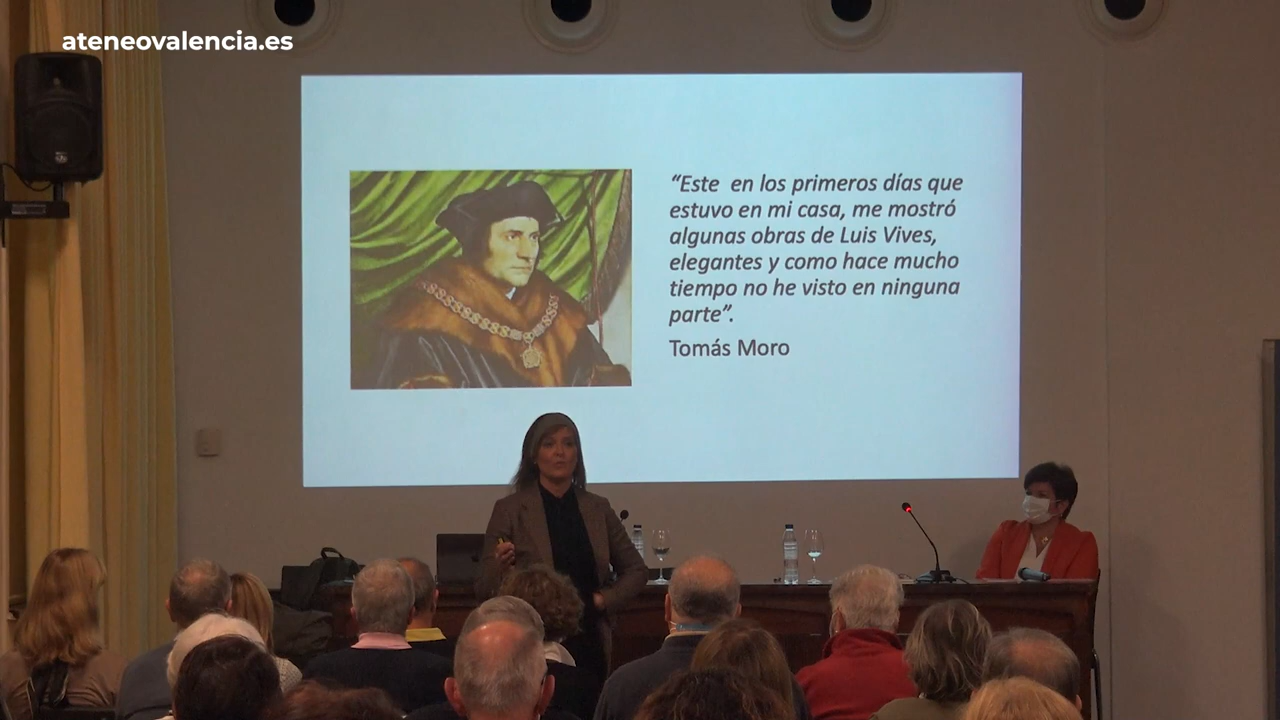 ateneovalencia.es
“Este en los primeros días que
estuvo en mi casa, me mostró
algunas obras de Luis Vives,
elegantes y como hace mucho
tiempo no he visto en ninguna
parte”.
Tomás Moro